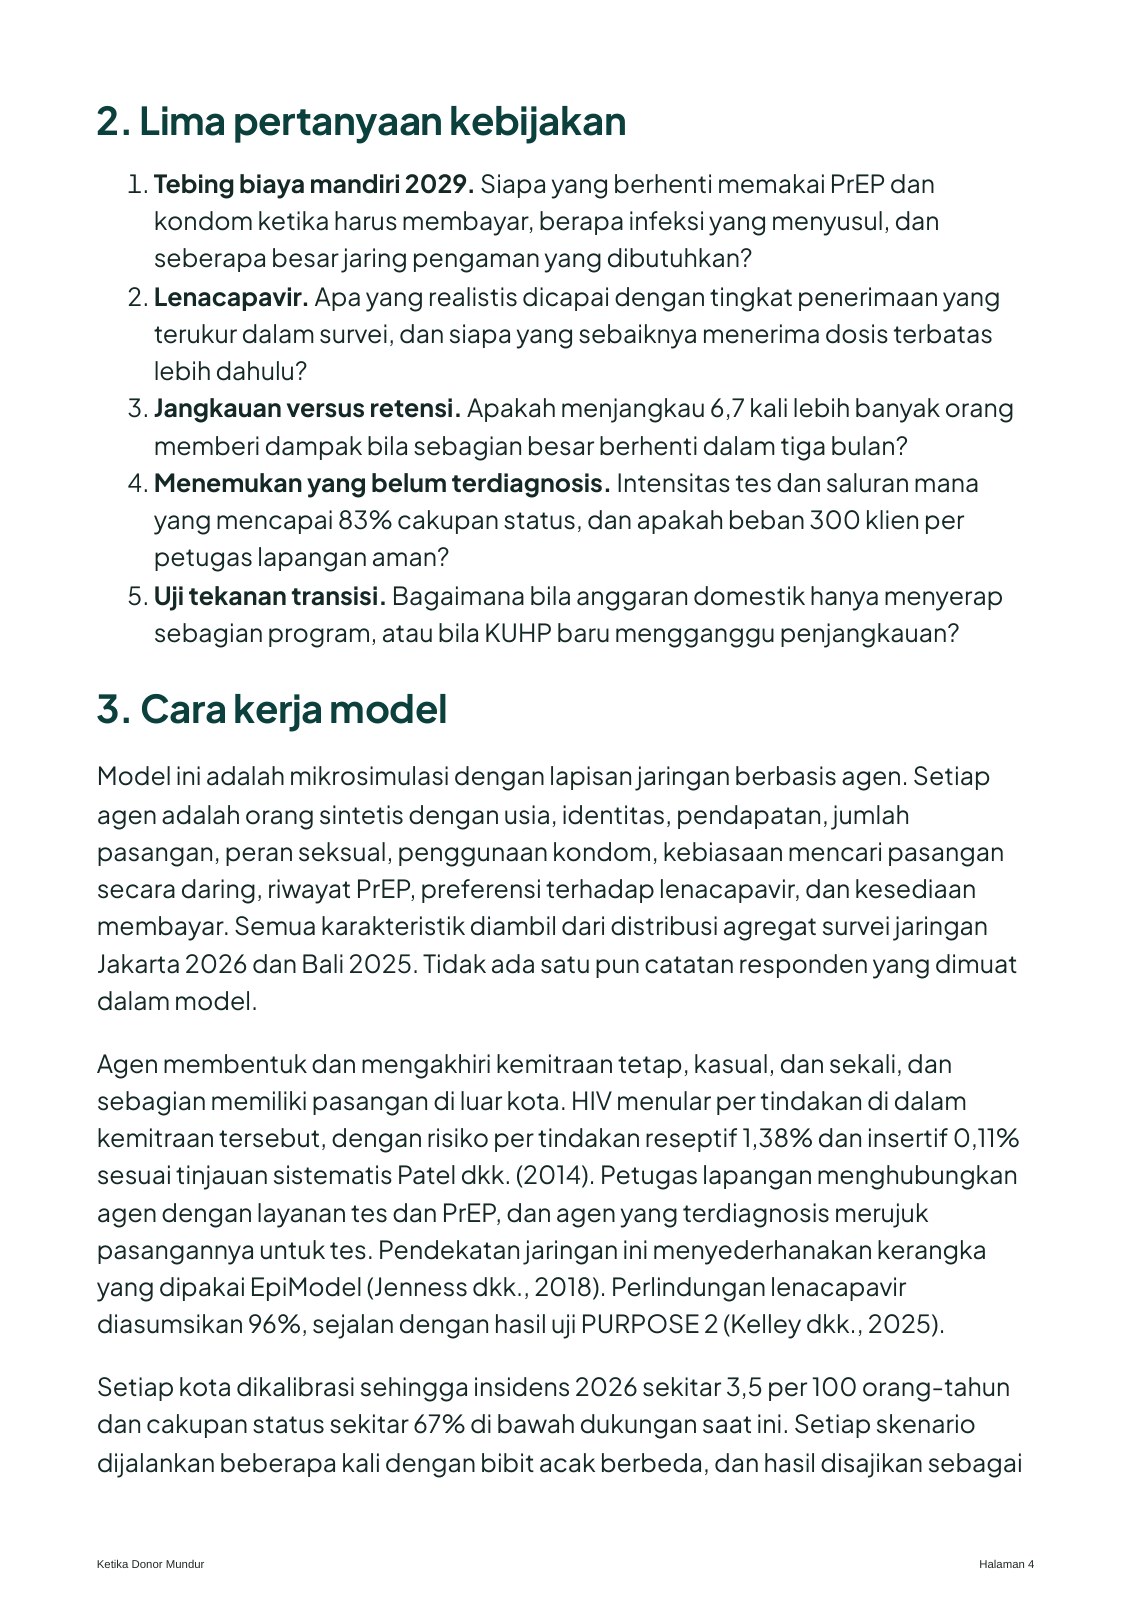 2. Lima pertanyaan kebijakan
1. Tebing biaya mandiri 2029. Siapa yang berhenti memakai PrEP dan
kondom ketika harus membayar, berapa infeksi yang menyusul, dan
seberapa besar jaring pengaman yang dibutuhkan?
2. Lenacapavir. Apa yang realistis dicapai dengan tingkat penerimaan yang
terukur dalam survei, dan siapa yang sebaiknya menerima dosis terbatas
lebih dahulu?
3. Jangkauan versus retensi. Apakah menjangkau 6,7 kali lebih banyak orang
memberi dampak bila sebagian besar berhenti dalam tiga bulan?
4. Menemukan yang belum terdiagnosis. Intensitas tes dan saluran mana
yang mencapai 83% cakupan status, dan apakah beban 300 klien per
petugas lapangan aman?
5. Uji tekanan transisi. Bagaimana bila anggaran domestik hanya menyerap
sebagian program, atau bila KUHP baru mengganggu penjangkauan?
3. Cara kerja model
Model ini adalah mikrosimulasi dengan lapisan jaringan berbasis agen. Setiap
agen adalah orang sintetis dengan usia, identitas, pendapatan, jumlah
pasangan, peran seksual, penggunaan kondom, kebiasaan mencari pasangan
secara daring, riwayat PrEP, preferensi terhadap lenacapavir, dan kesediaan
membayar. Semua karakteristik diambil dari distribusi agregat survei jaringan
Jakarta 2026 dan Bali 2025. Tidak ada satu pun catatan responden yang dimuat
dalam model.
Agen membentuk dan mengakhiri kemitraan tetap, kasual, dan sekali, dan
sebagian memiliki pasangan di luar kota. HIV menular per tindakan di dalam
kemitraan tersebut, dengan risiko per tindakan reseptif 1,38% dan insertif 0,11%
sesuai tinjauan sistematis Patel dkk. (2014). Petugas lapangan menghubungkan
agen dengan layanan tes dan PrEP, dan agen yang terdiagnosis merujuk
pasangannya untuk tes. Pendekatan jaringan ini menyederhanakan kerangka
yang dipakai EpiModel (Jenness dkk., 2018). Perlindungan lenacapavir
diasumsikan 96%, sejalan dengan hasil uji PURPOSE 2 (Kelley dkk., 2025).
Setiap kota dikalibrasi sehingga insidens 2026 sekitar 3,5 per 100 orang-tahun
dan cakupan status sekitar 67% di bawah dukungan saat ini. Setiap skenario
dijalankan beberapa kali dengan bibit acak berbeda, dan hasil disajikan sebagai
Ketika Donor Mundur
Halaman 4